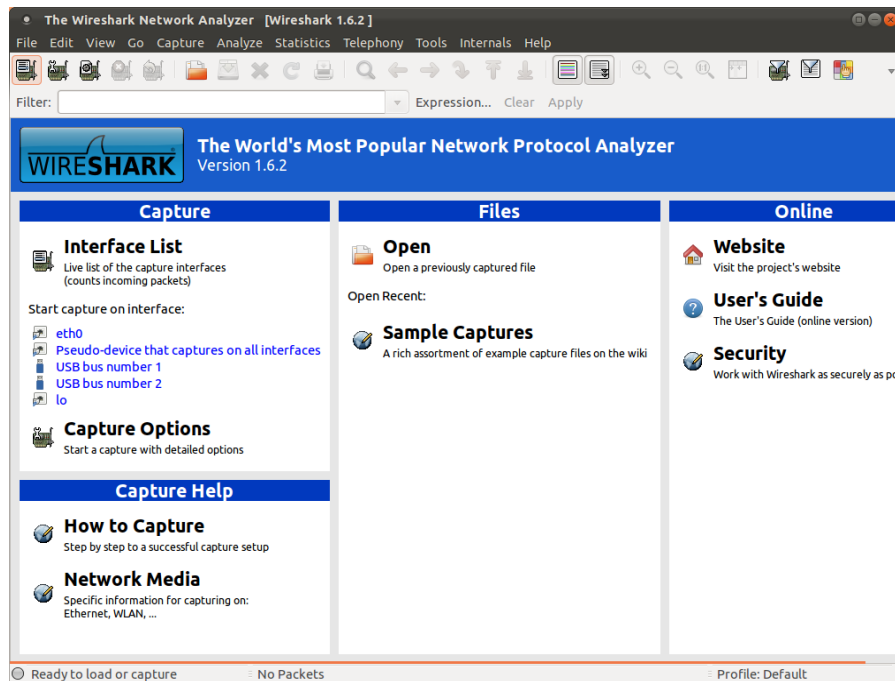 The Wireshark Network Analyzer [Wireshark 1.6.2 ]
File Edit View Go Capture Analyze Statistics Telephony Tools Internals Help
Filter: Expression... Clear Apply
WIRESHARK
The World's Most Popular Network Protocol Analyzer
Version 1.6.2
Capture
Interface List
Live list of the capture interfaces
(counts incoming packets)
Start capture on interface:
eth0
Pseudo-device that captures on all interfaces
USB bus number 1
USB bus number 2
lo
Capture Options
Start a capture with detailed options
Capture Help
How to Capture
Step by step to a successful capture setup
Network Media
Specific information for capturing on:
Ethernet, WLAN, ...
Files
Open
Open a previously captured file
Open Recent:
Sample Captures
A rich assortment of example capture files on the wiki
Online
Website
Visit the project's website
User's Guide
The User's Guide (online version)
Security
Work with Wireshark as securely as po
Ready to load or capture
No Packets
Profile: Default